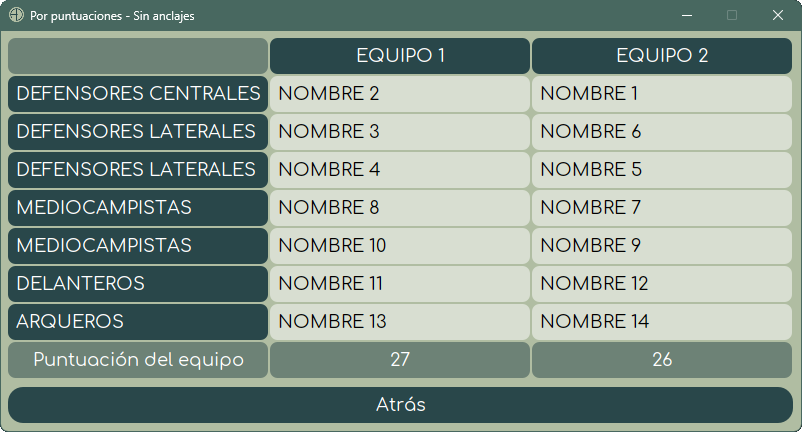 Por puntuaciones - Sin anclajes
EQUIPO 1 EQUIPO 2
DEFENSORES CENTRALES NOMBRE 2 NOMBRE 1
DEFENSORES LATERALES NOMBRE 3 NOMBRE 6
DEFENSORES LATERALES NOMBRE 4 NOMBRE 5
MEDIOCAMPISTAS NOMBRE 8 NOMBRE 7
MEDIOCAMPISTAS NOMBRE 10 NOMBRE 9
DELANTEROS NOMBRE 11 NOMBRE 12
ARQUEROS NOMBRE 13 NOMBRE 14
Puntuación del equipo 27 26
Atrás